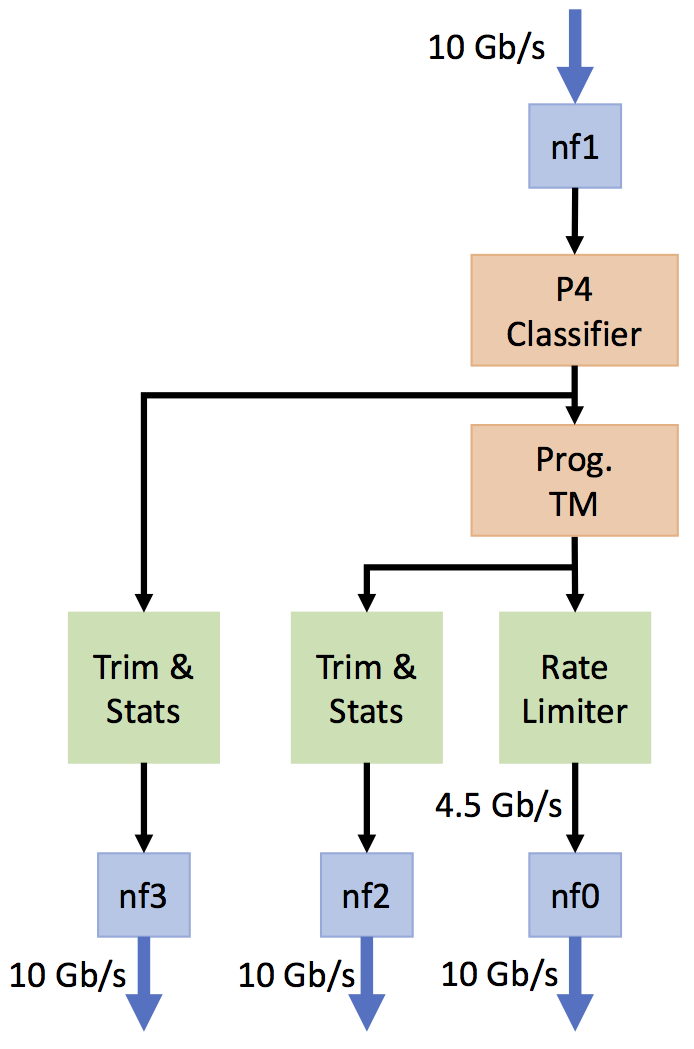 10 Gb/s
nf1
P4
Classifier
Prog.
TM
Trim &
Stats
Trim &
Stats
Rate
Limiter
4.5 Gb/s
nf3
nf2
nf0
10 Gb/s
10 Gb/s
10 Gb/s